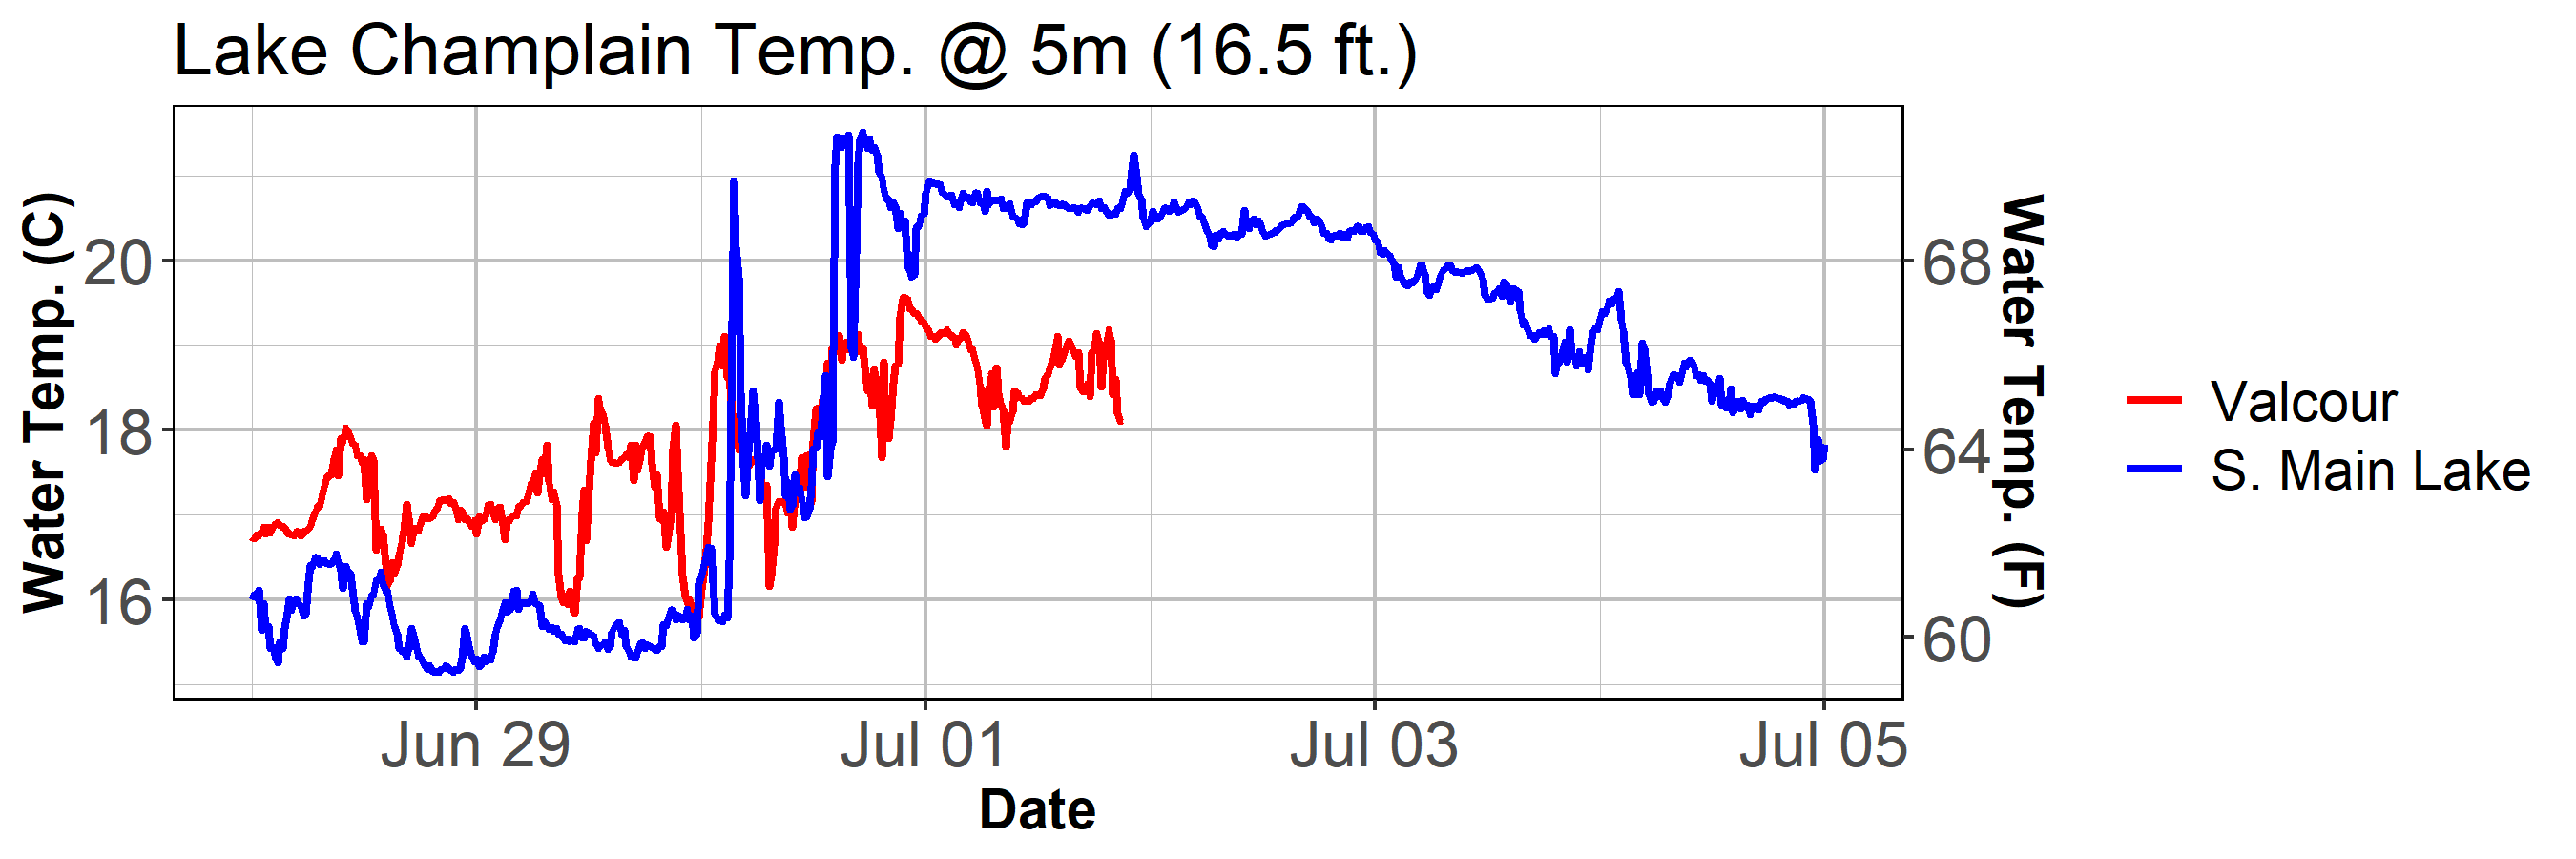 Lake Champlain Temp. @ 5m (16.5 ft.)
Water Temp. (C)
20
18
16
68
64
60
Water Temp. (F)
Jun 29
Jul 01
Jul 03
Jul 05
Date
Valcour
S. Main Lake